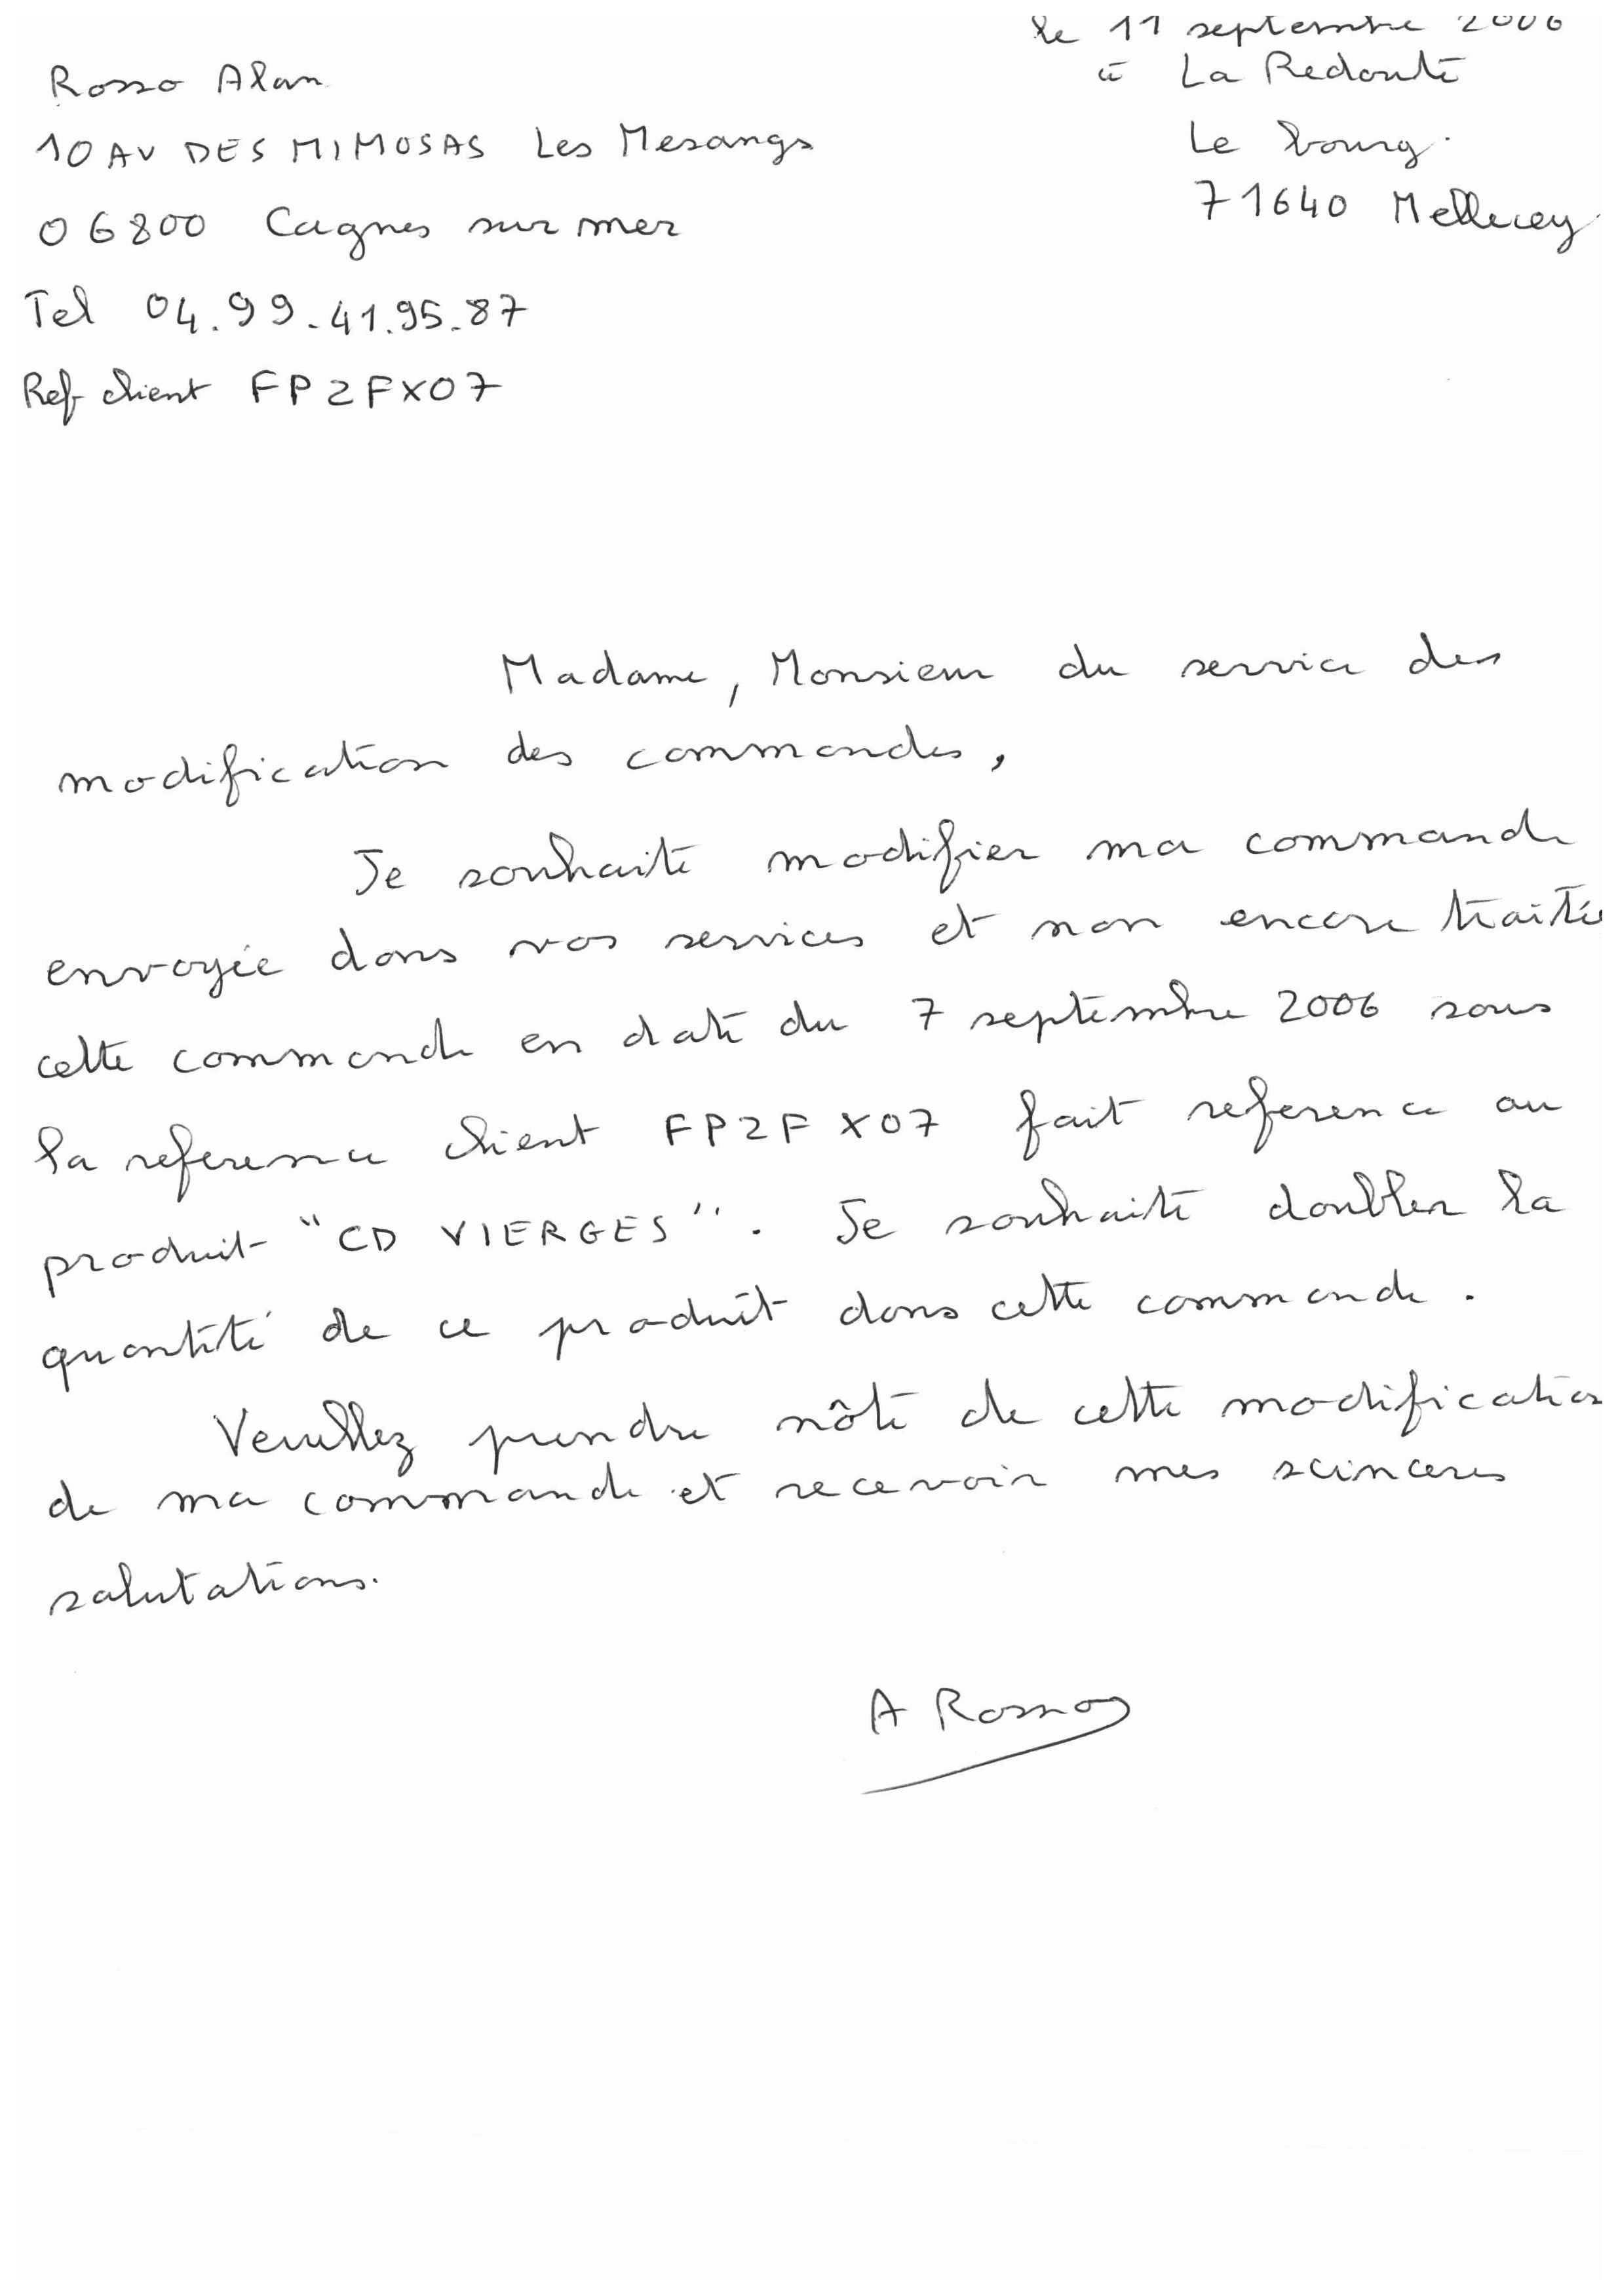 le 11 septembre 2006
Rosso Alan
à La Redoute
10 AV DES MIMOSAS Les Mesangs
Le bourg.
06800 Cagnes sur mer
71640 Mellecey
Tel 04.99.41.95.87
Ref client FP2FX07
Madame, Monsieur du service des
modification des commandes,
Je souhaite modifier ma commande
envoyée dans vos services et non encore traitée
cette commande en date du 7 septembre 2006 sous
la reference client FP2FX07 fait reference au
produit "CD VIERGES". Je souhaite doubler la
quantité de ce produit dans cette commande.
Veuillez prendre nôte de cette modification
de ma commande et recevoir mes scinceres
salutations.
A Rosso